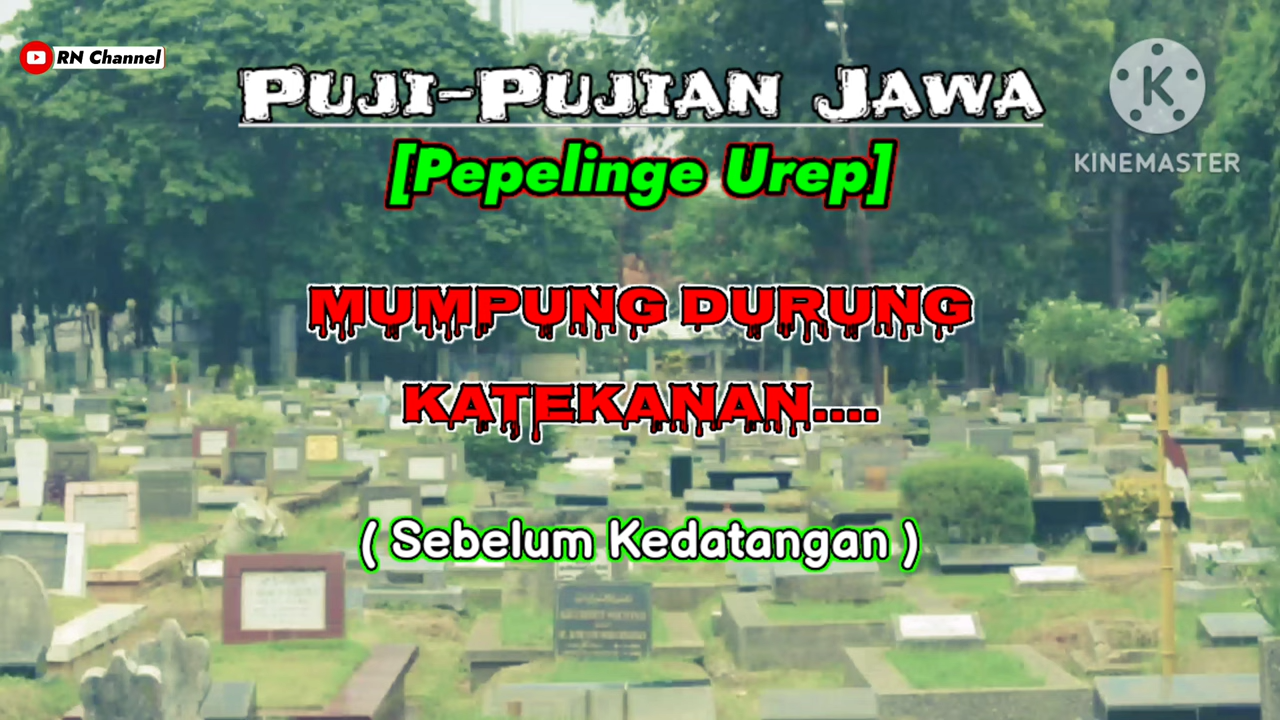 RN Channel
Puji-Pujian Jawa
[Pepelinge Urep]
KINEMASTER
MUMPUNG DURUNG
KATEKANAN....
( Sebelum Kedatangan )